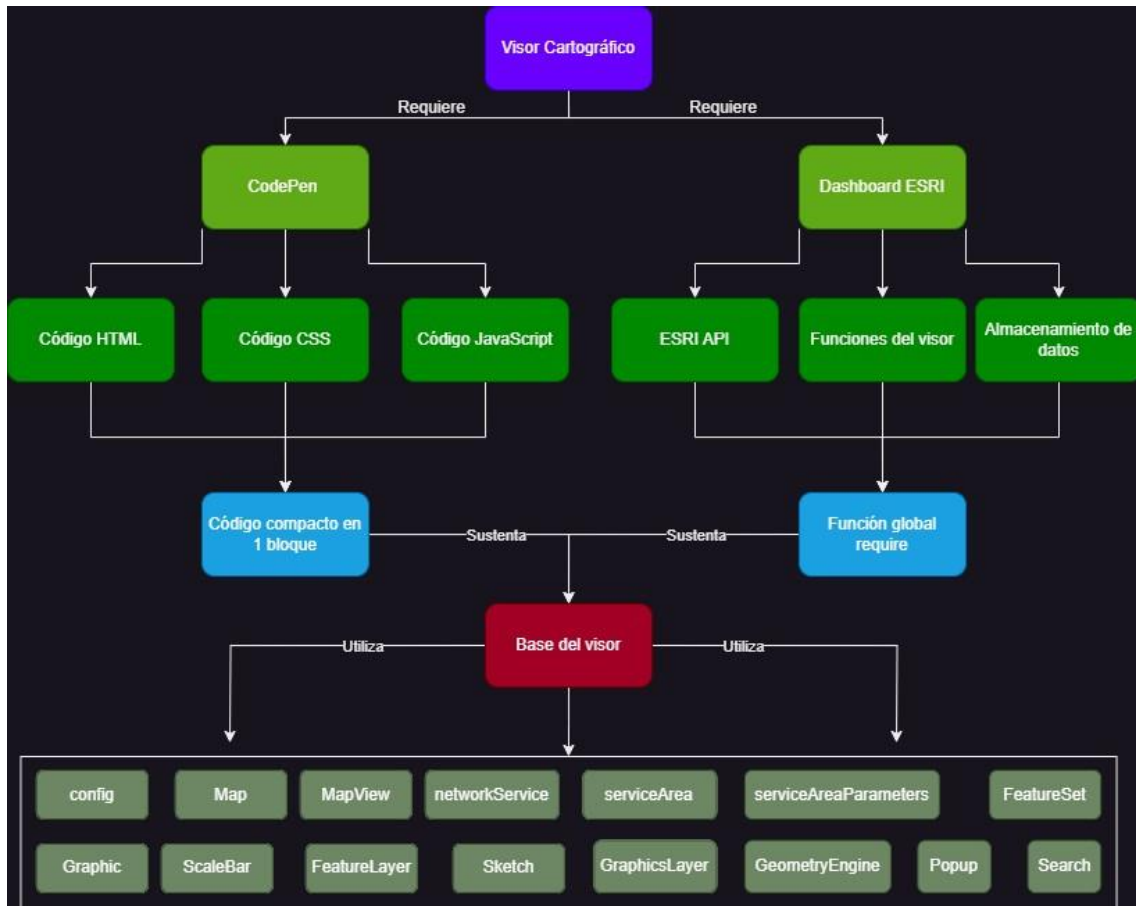 Visor Cartográfico
Requiere
Requiere
CodePen
Dashboard ESRI
Código HTML
Código CSS
Código JavaScript
ESRI API
Funciones del visor
Almacenamiento de
datos
Código compacto en
1 bloque
Sustenta
Sustenta
Función global
require
Base del visor
Utiliza
Utiliza
config
Map
MapView
networkService
serviceArea
serviceAreaParameters
FeatureSet
Graphic
ScaleBar
FeatureLayer
Sketch
GraphicsLayer
GeometryEngine
Popup
Search